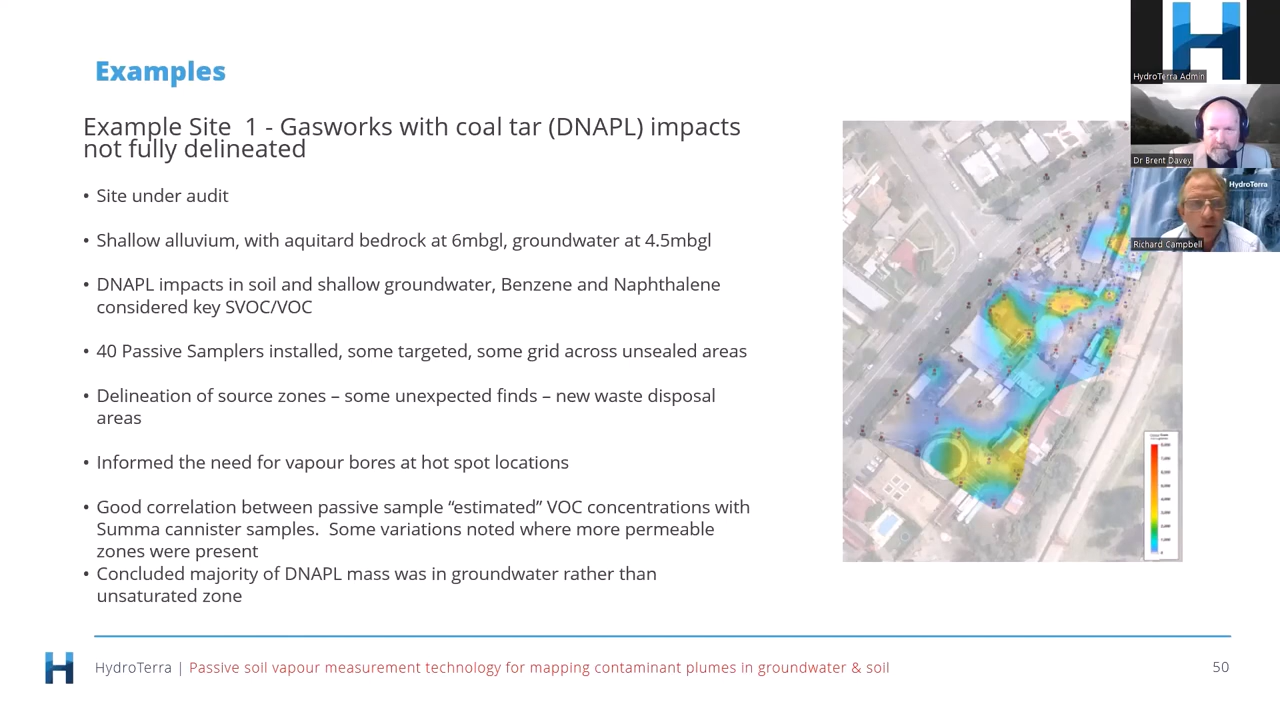 Examples
Example Site  1 - Gasworks with coal tar (DNAPL) impacts
not fully delineated
• Site under audit
• Shallow alluvium, with aquitard bedrock at 6mbgl, groundwater at 4.5mbgl
• DNAPL impacts in soil and shallow groundwater, Benzene and Naphthalene
considered key SVOC/VOC
• 40 Passive Samplers installed, some targeted, some grid across unsealed areas
• Delineation of source zones – some unexpected finds – new waste disposal
areas
• Informed the need for vapour bores at hot spot locations
• Good correlation between passive sample “estimated” VOC concentrations with
Summa cannister samples.  Some variations noted where more permeable
zones were present
• Concluded majority of DNAPL mass was in groundwater rather than
unsaturated zone
HydroTerra Admin
Dr Brent Davey
HydroTerra
Richard Campbell
HydroTerra | Passive soil vapour measurement technology for mapping contaminant plumes in groundwater & soil
50